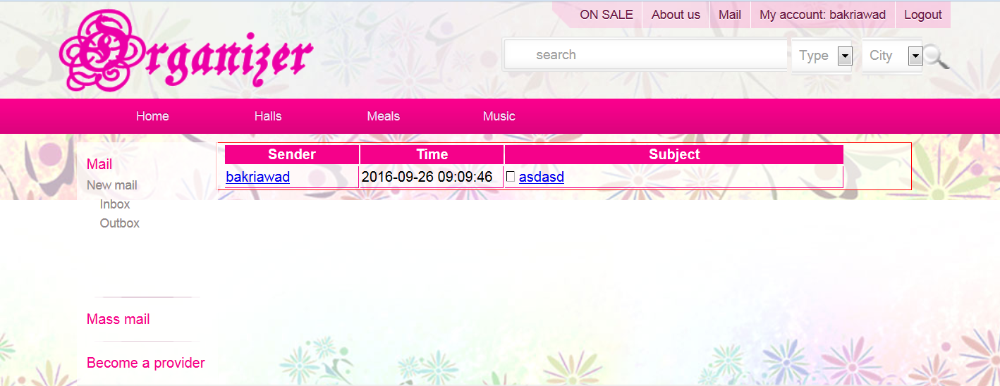 Organizer
ON SALE About us Mail My account: bakriawad Logout
search Type City
Home Halls Meals Music
Mail
New mail
Inbox
Outbox
Mass mail
Become a provider
Sender Time Subject
bakriawad 2016-09-26 09:09:46 asdasd